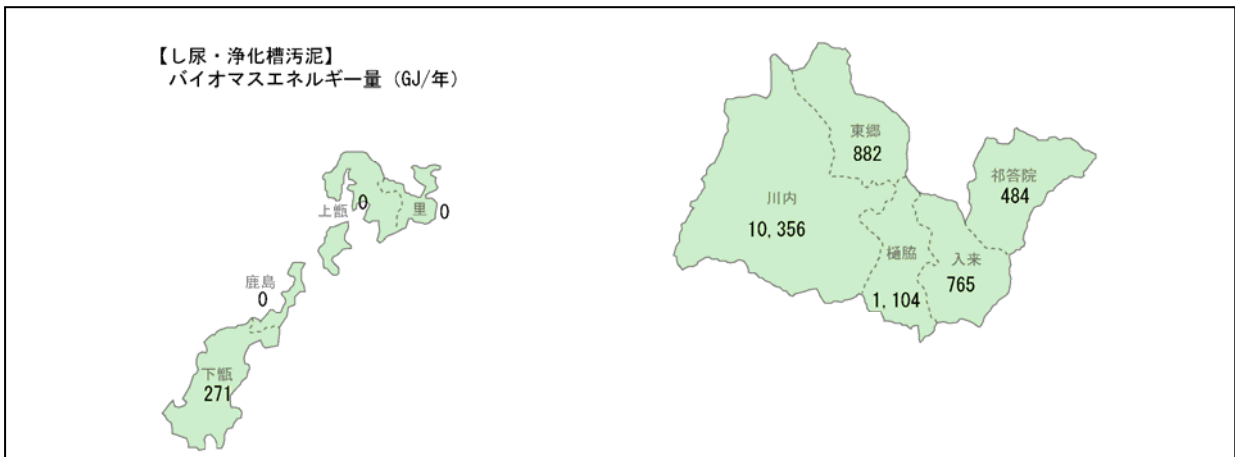 【し尿・浄化槽汚泥】
バイオマスエネルギー量（GJ/年）
東郷
882
祁答院
484
川内
10,356
樋脇
1,104
入来
765
上甑
0
里
0
鹿島
0
下甑
271